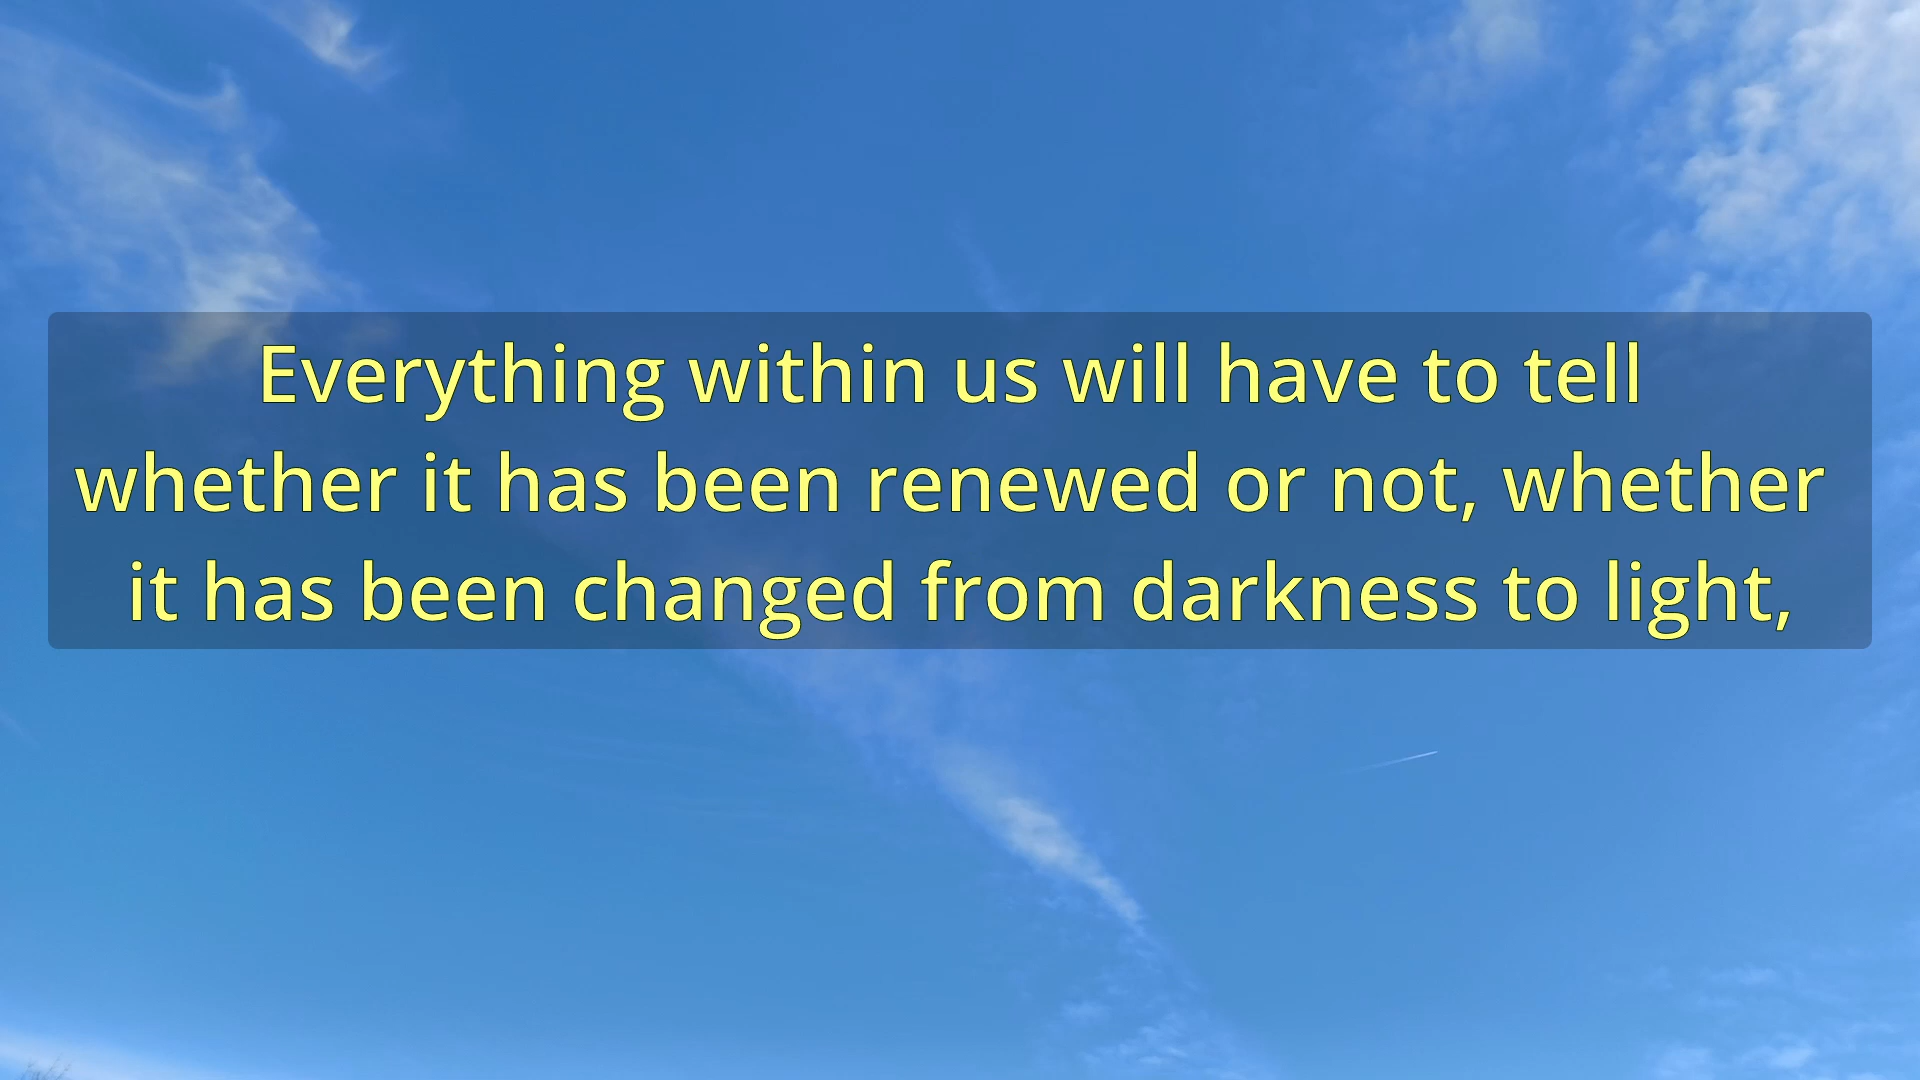 Everything within us will have to tell
whether it has been renewed or not, whether
it has been changed from darkness to light,